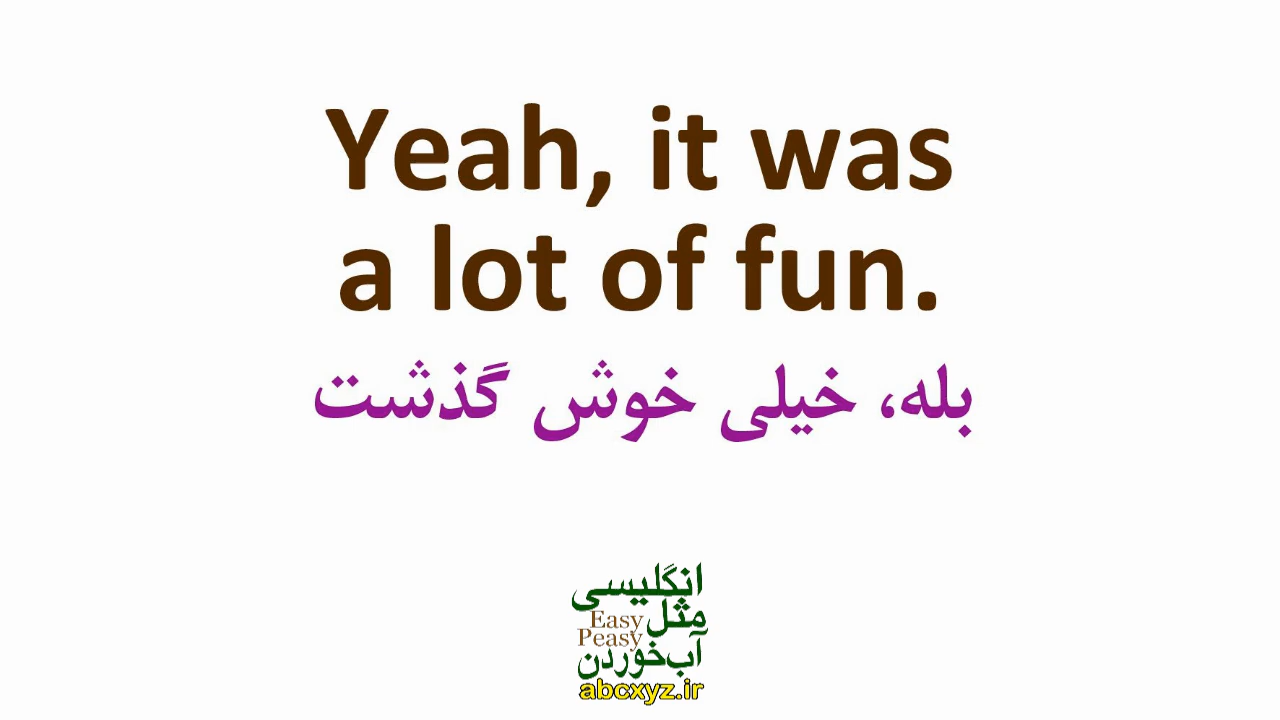 Yeah, it was
a lot of fun.
بله، خیلی خوش گذشت
انگلیسی
مثل
Easy
Peasy
آب‌خوردن
abcxyz.ir